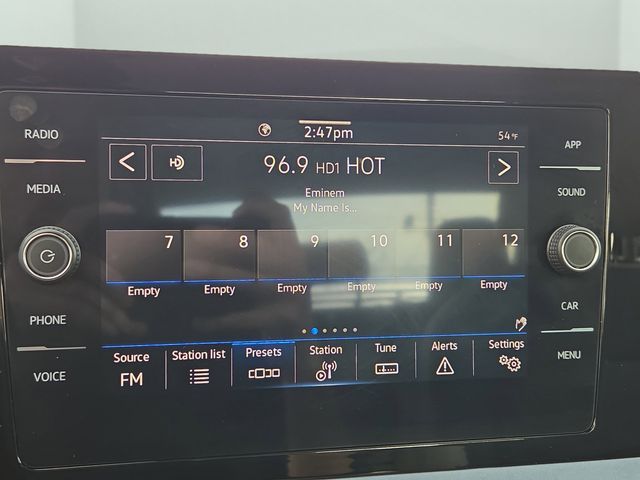 RADIO
MEDIA
PHONE
VOICE
2:47pm
54°F
96.9 HD1 HOT
Eminem
My Name Is...
7 8 9 10 11 12
Empty Empty Empty Empty Empty Empty
Source Station list Presets Station Tune Alerts Settings
FM
APP
SOUND
CAR
MENU